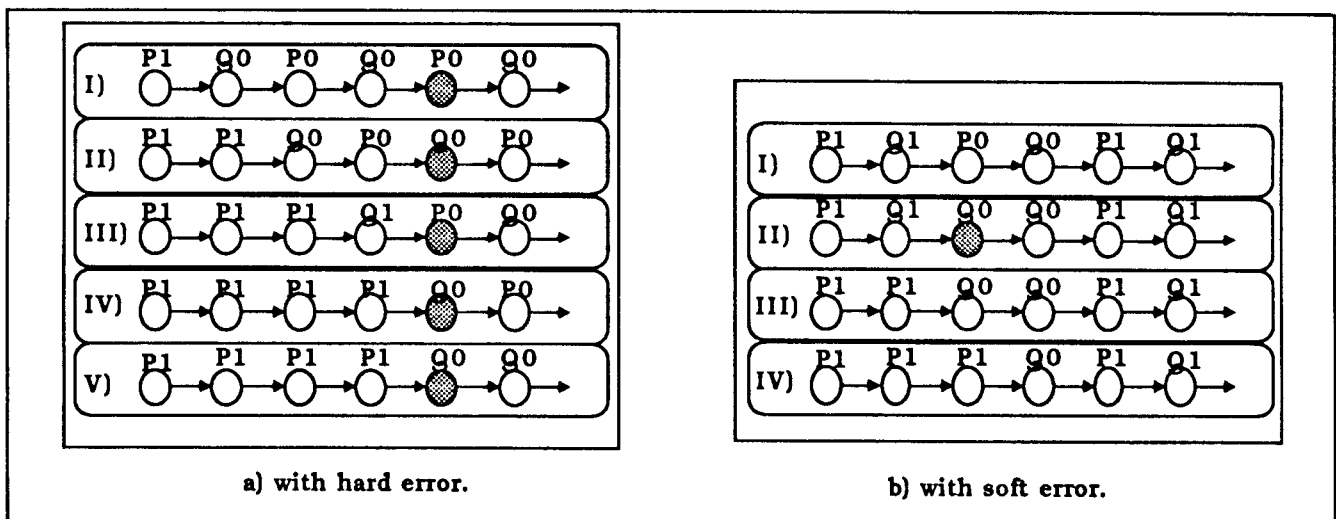 P1 Q0 P0 Q0 P0 Q0
I)
P1 P1 Q0 P0 Q0 P0
II)
P1 P1 P1 Q1 P0 Q0
III)
P1 P1 P1 P1 Q0 P0
IV)
P1 P1 P1 P1 Q0 Q0
V)
a) with hard error.
P1 Q1 P0 Q0 P1 Q1
I)
P1 Q1 Q0 Q0 P1 Q1
II)
P1 P1 Q0 Q0 P1 Q1
III)
P1 P1 P1 Q0 P1 Q1
IV)
b) with soft error.